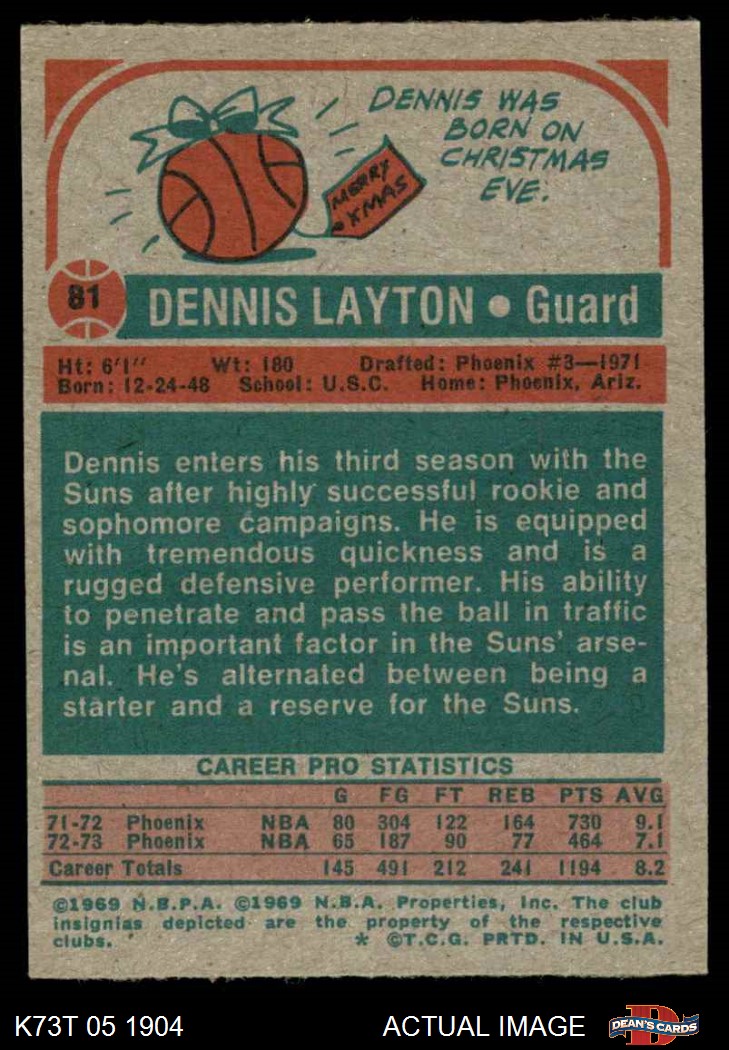 DENNIS WAS
BORN ON
CHRISTMAS
EVE.
MERRY
XMAS
81
DENNIS LAYTON • Guard
Ht: 6'1" Wt: 180 Drafted: Phoenix #3—1971
Born: 12-24-48 School: U.S.C. Home: Phoenix, Ariz.
Dennis enters his third season with the
Suns after highly successful rookie and
sophomore campaigns. He is equipped
with tremendous quickness and is a
rugged defensive performer. His ability
to penetrate and pass the ball in traffic
is an important factor in the Suns' arse-
nal. He's alternated between being a
starter and a reserve for the Suns.
CAREER PRO STATISTICS
G FG FT REB PTS AVG
71-72 Phoenix NBA 80 304 122 164 730 9.1
72-73 Phoenix NBA 65 187 90 77 464 7.1
Career Totals 145 491 212 241 1194 8.2
©1969 N.B.P.A. ©1969 N.B.A. Properties, Inc. The club
insignias depicted are the property of the respective
clubs. * ©T.C.G. PRTD. IN U.S.A.
K73T 05 1904 ACTUAL IMAGE
D
DEAN'S CARDS